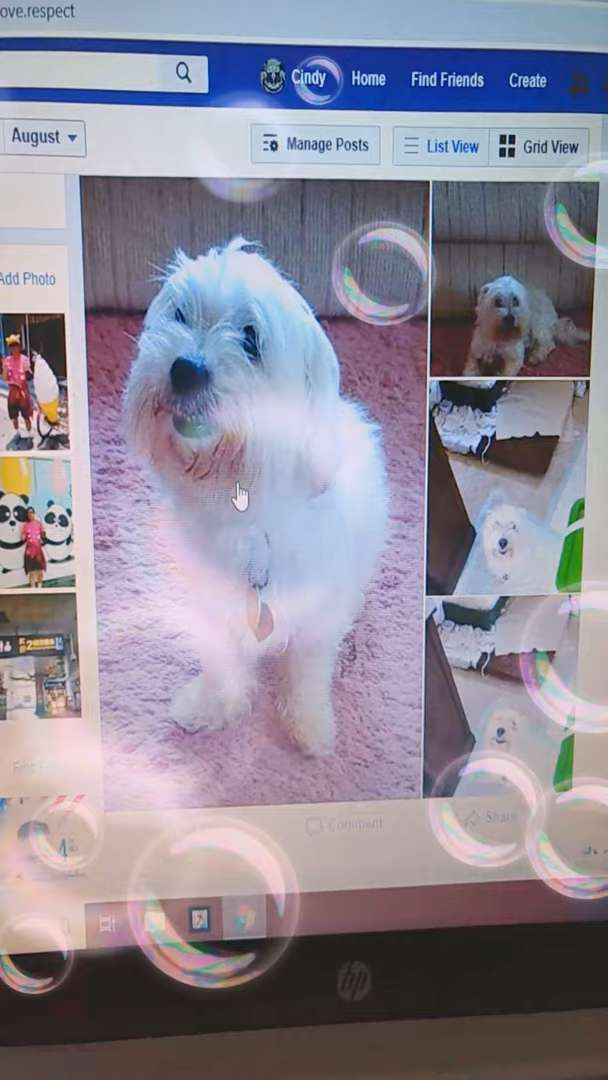 ove.respect
Cindy Home Find Friends Create
August Manage Posts List View Grid View
Add Photo
Comment Share
hp